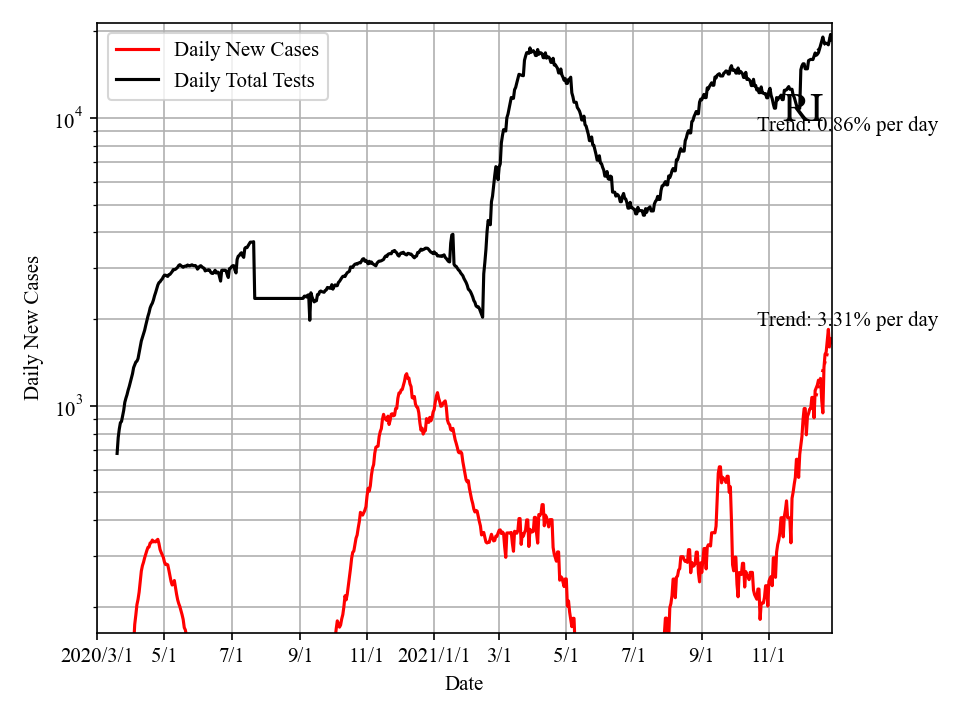 Daily New Cases
Daily Total Tests
RI
Trend: 0.86% per day
Trend: 3.31% per day
10^4
10^3
Daily New Cases
2020/3/1 5/1 7/1 9/1 11/1 2021/1/1 3/1 5/1 7/1 9/1 11/1
Date